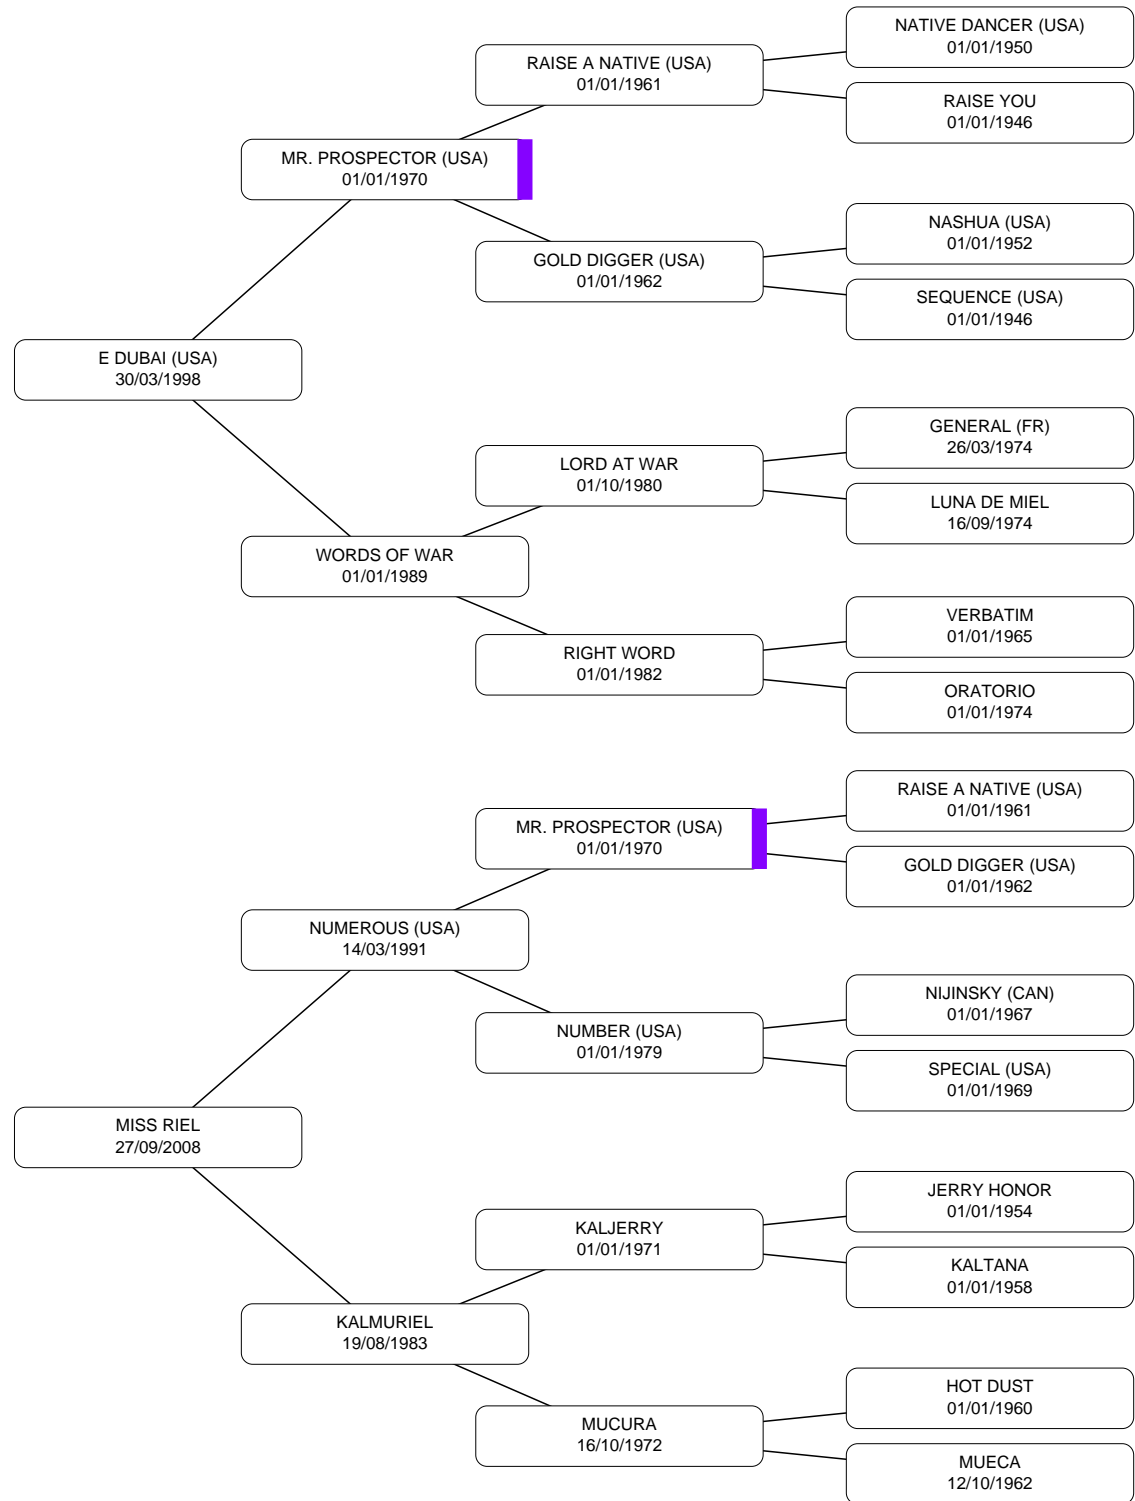 NATIVE DANCER (USA)
01/01/1950
RAISE A NATIVE (USA)
01/01/1961
RAISE YOU
01/01/1946
MR. PROSPECTOR (USA)
01/01/1970
NASHUA (USA)
01/01/1952
GOLD DIGGER (USA)
01/01/1962
SEQUENCE (USA)
01/01/1946
E DUBAI (USA)
30/03/1998
GENERAL (FR)
26/03/1974
LORD AT WAR
01/10/1980
LUNA DE MIEL
16/09/1974
WORDS OF WAR
01/01/1989
VERBATIM
01/01/1965
RIGHT WORD
01/01/1982
ORATORIO
01/01/1974
RAISE A NATIVE (USA)
01/01/1961
MR. PROSPECTOR (USA)
01/01/1970
GOLD DIGGER (USA)
01/01/1962
NUMEROUS (USA)
14/03/1991
NIJINSKY (CAN)
01/01/1967
NUMBER (USA)
01/01/1979
SPECIAL (USA)
01/01/1969
MISS RIEL
27/09/2008
JERRY HONOR
01/01/1954
KALJERRY
01/01/1971
KALTANA
01/01/1958
KALMURIEL
19/08/1983
HOT DUST
01/01/1960
MUCURA
16/10/1972
MUECA
12/10/1962